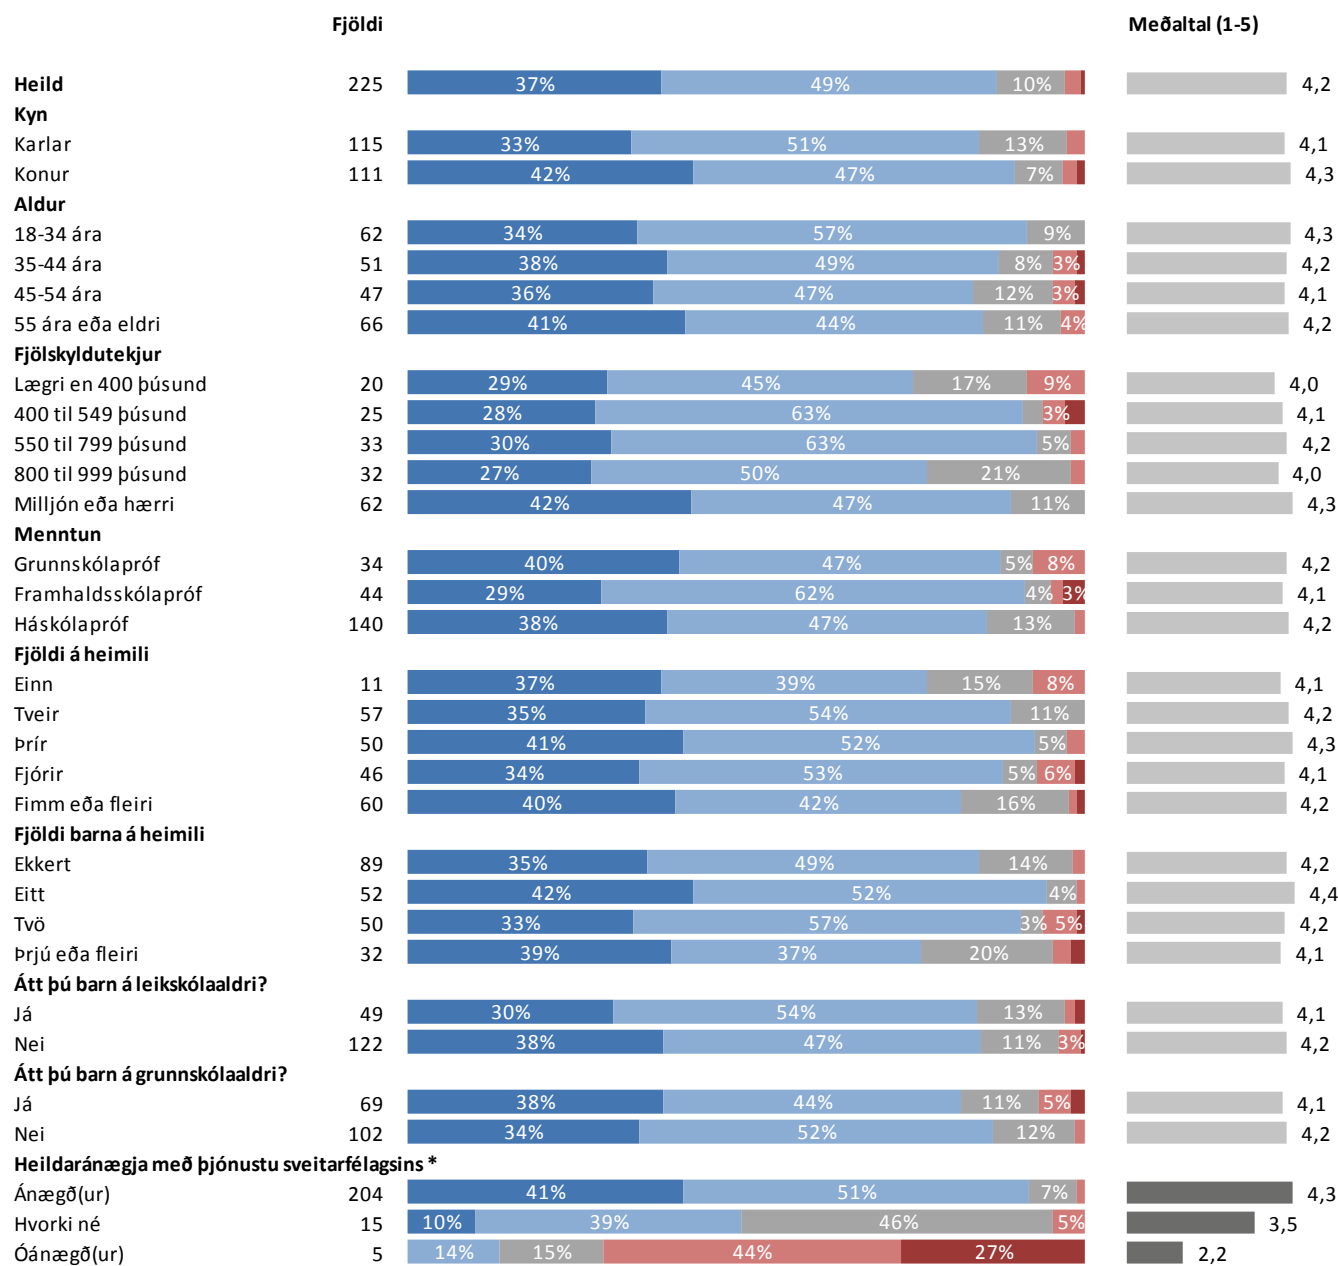 Fjöldi Meðaltal (1-5)
Heild 225 37% 49% 10% 4,2
Kyn
Karlar 115 33% 51% 13% 4,1
Konur 111 42% 47% 7% 4,3
Aldur
18-34 ára 62 34% 57% 9% 4,3
35-44 ára 51 38% 49% 8% 3% 4,2
45-54 ára 47 36% 47% 12% 3% 4,1
55 ára eða eldri 66 41% 44% 11% 4% 4,2
Fjölskyldutekjur
Lægri en 400 þúsund 20 29% 45% 17% 9% 4,0
400 til 549 þúsund 25 28% 63% 3% 4,1
550 til 799 þúsund 33 30% 63% 5% 4,2
800 til 999 þúsund 32 27% 50% 21% 4,0
Milljón eða hærri 62 42% 47% 11% 4,3
Menntun
Grunnskólapróf 34 40% 47% 5% 8% 4,2
Framhaldsskólapróf 44 29% 62% 4% 3% 4,1
Háskólapróf 140 38% 47% 13% 4,2
Fjöldi á heimili
Einn 11 37% 39% 15% 8% 4,1
Tveir 57 35% 54% 11% 4,2
Þrír 50 41% 52% 5% 4,3
Fjórir 46 34% 53% 5% 6% 4,1
Fimm eða fleiri 60 40% 42% 16% 4,2
Fjöldi barna á heimili
Ekkert 89 35% 49% 14% 4,2
Eitt 52 42% 52% 4% 4,4
Tvö 50 33% 57% 3% 5% 4,2
Þrjú eða fleiri 32 39% 37% 20% 4,1
Átt þú barn á leikskólaaldri?
Já 49 30% 54% 13% 4,1
Nei 122 38% 47% 11% 3% 4,2
Átt þú barn á grunnskólaaldri?
Já 69 38% 44% 11% 5% 4,1
Nei 102 34% 52% 12% 4,2
Heildaránægja með þjónustu sveitarfélagsins *
Ánægð(ur) 204 41% 51% 7% 4,3
Hvorki né 15 10% 39% 46% 5% 3,5
Óánægð(ur) 5 14% 15% 44% 27% 2,2